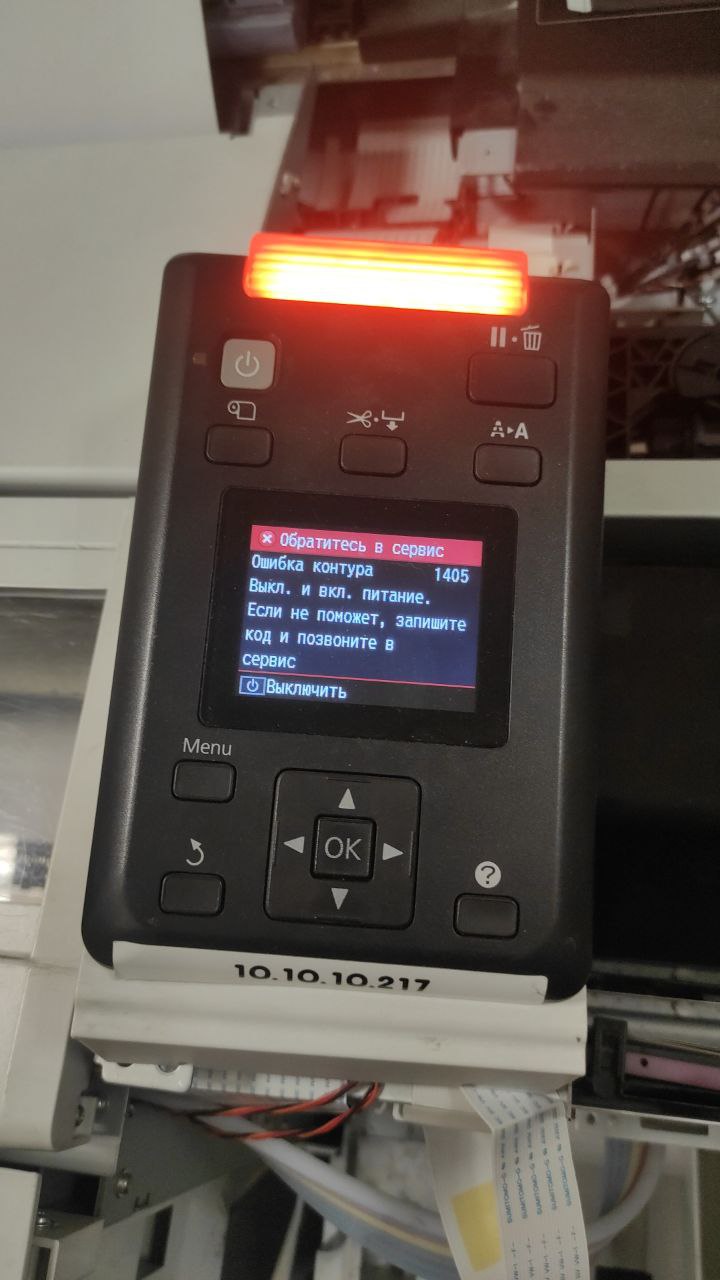 Обратитесь в сервис
Ошибка контура 1405
Выкл. и вкл. питание.
Если не поможет, запишите
код и позвоните в
сервис
Выключить
Menu
OK
10.10.10.217